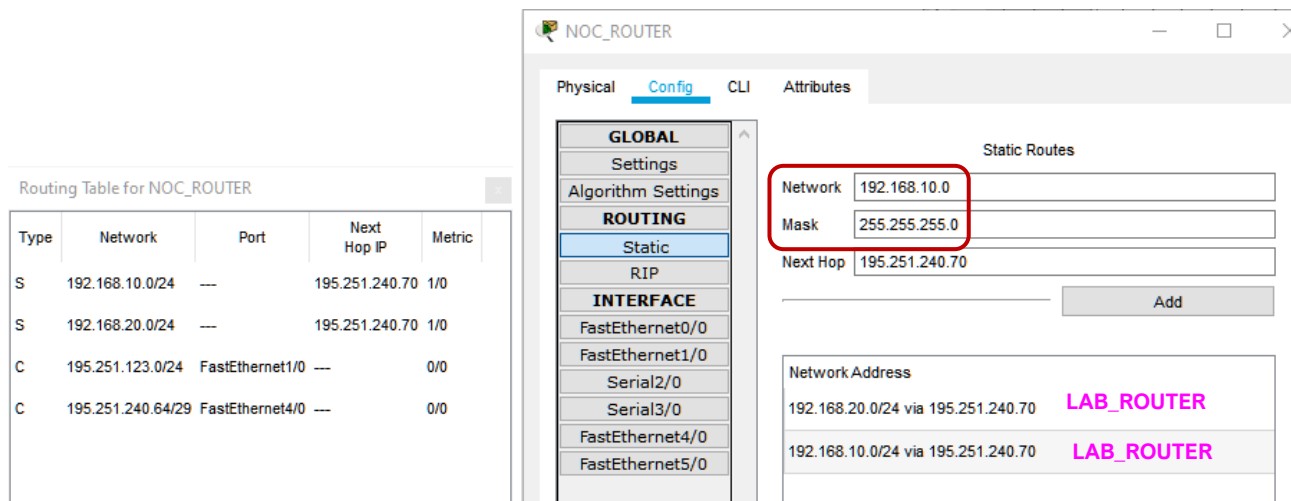 Routing Table for NOC_ROUTER
x
Type Network Port Next Hop IP Metric
S 192.168.10.0/24 --- 195.251.240.70 1/0
S 192.168.20.0/24 --- 195.251.240.70 1/0
C 195.251.123.0/24 FastEthernet1/0 --- 0/0
C 195.251.240.64/29 FastEthernet4/0 --- 0/0
NOC_ROUTER
Physical Config CLI Attributes
GLOBAL
Settings
Algorithm Settings
ROUTING
Static
RIP
INTERFACE
FastEthernet0/0
FastEthernet1/0
Serial2/0
Serial3/0
FastEthernet4/0
FastEthernet5/0
Static Routes
Network 192.168.10.0
Mask 255.255.255.0
Next Hop 195.251.240.70
Add
Network Address
192.168.20.0/24 via 195.251.240.70 LAB_ROUTER
192.168.10.0/24 via 195.251.240.70 LAB_ROUTER